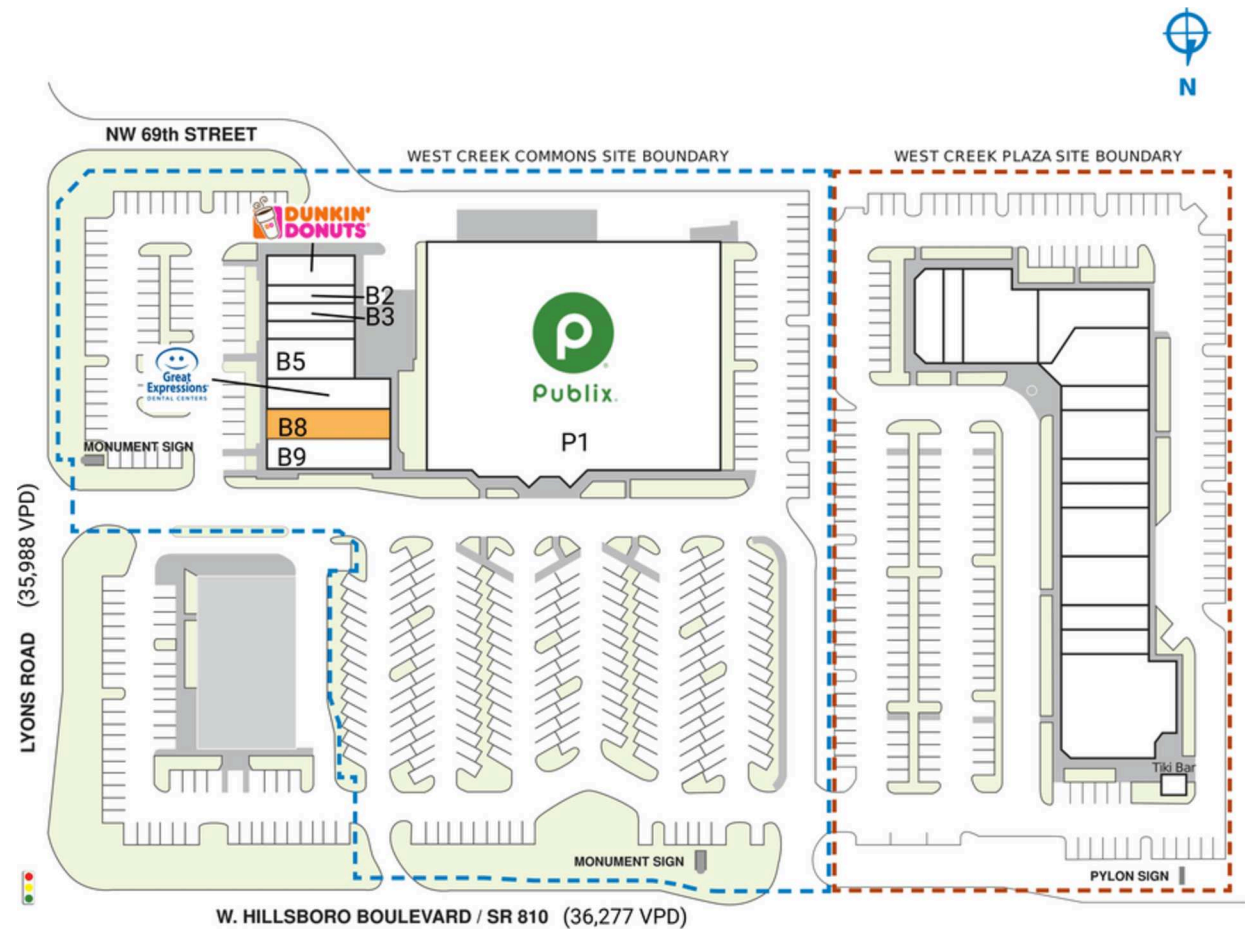 N
NW 69th STREET
WEST CREEK COMMONS SITE BOUNDARY
WEST CREEK PLAZA SITE BOUNDARY
DUNKIN'
DONUTS
B2
B3
B5
Great
Expressions
DENTAL CENTERS
Publix.
P1
B8
B9
MONUMENT SIGN
LYONS ROAD (35,988 VPD)
Tiki Bar
MONUMENT SIGN
PYLON SIGN
W. HILLSBORO BOULEVARD / SR 810 (36,277 VPD)